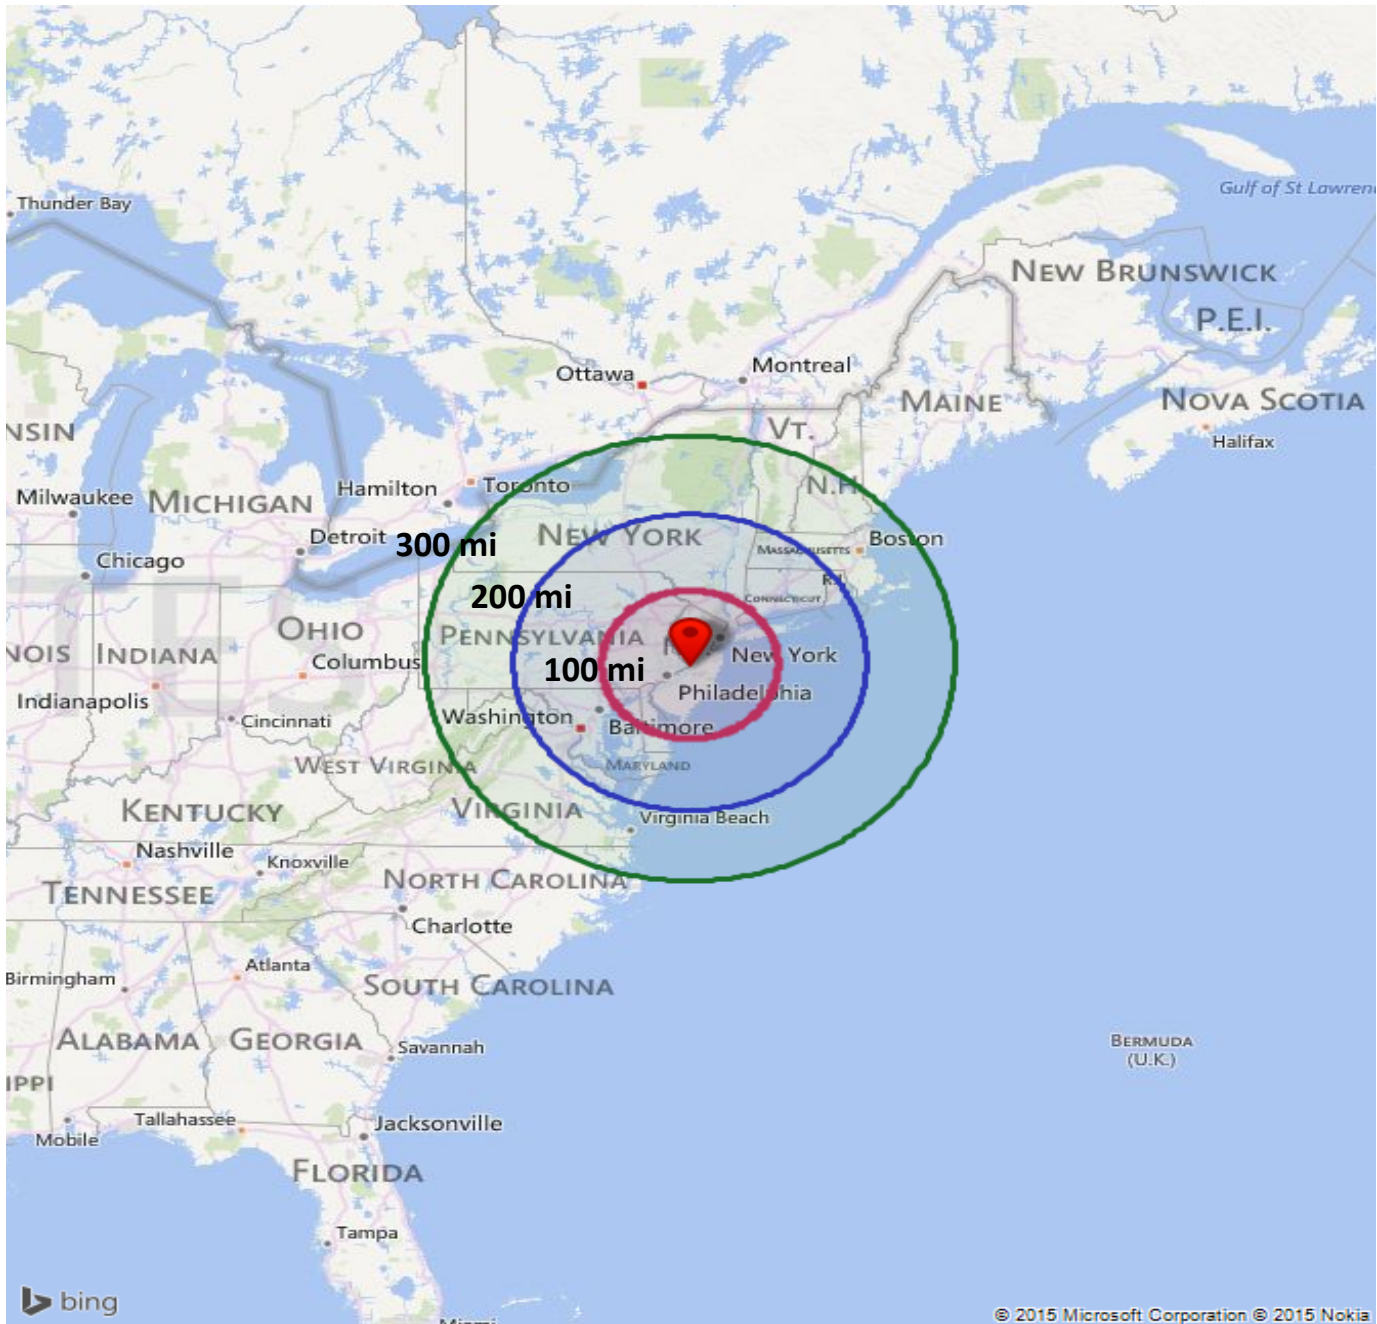 Thunder Bay
Gulf of St Lawren
NEW BRUNSWICK
P.E.I.
Ottawa
Montreal
MAINE
NOVA SCOTIA
Halifax
NSIN
VT.
N.H.
Milwaukee
MICHIGAN
Hamilton
Toronto
Detroit
300 mi
NEW YORK
MASSACHUSETTS
Boston
Chicago
200 mi
R.I.
CONNECTICUT
OHIO
PENNSYLVANIA
NOIS
INDIANA
Columbus
100 mi
New York
Indianapolis
Philadelphia
Cincinnati
Washington
Baltimore
WEST VIRGINIA
MARYLAND
KENTUCKY
VIRGINIA
Virginia Beach
Nashville
Knoxville
TENNESSEE
NORTH CAROLINA
Charlotte
Birmingham
Atlanta
SOUTH CAROLINA
ALABAMA
GEORGIA
Savannah
BERMUDA
(U.K.)
IPPI
Tallahassee
Jacksonville
Mobile
FLORIDA
Tampa
bing
Miami
© 2015 Microsoft Corporation © 2015 Nokia